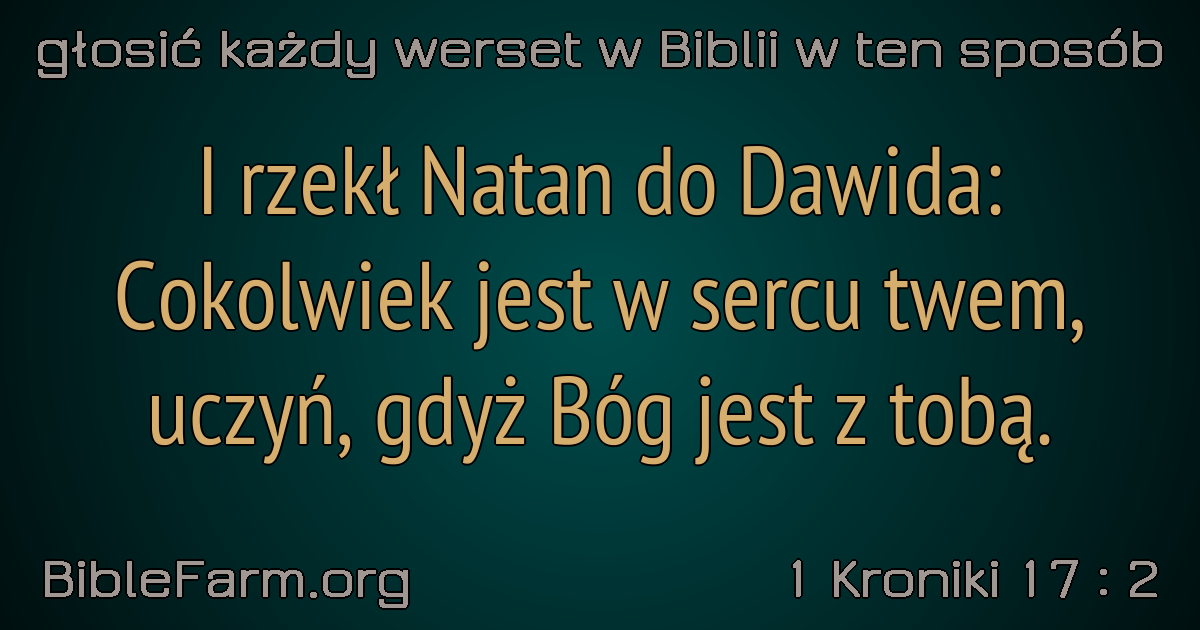 głosić każdy werset w Biblii w ten sposób
I rzekł Natan do Dawida:
Cokolwiek jest w sercu twem,
uczyń, gdyż Bóg jest z tobą.
BibleFarm.org
1 Kroniki 17 : 2